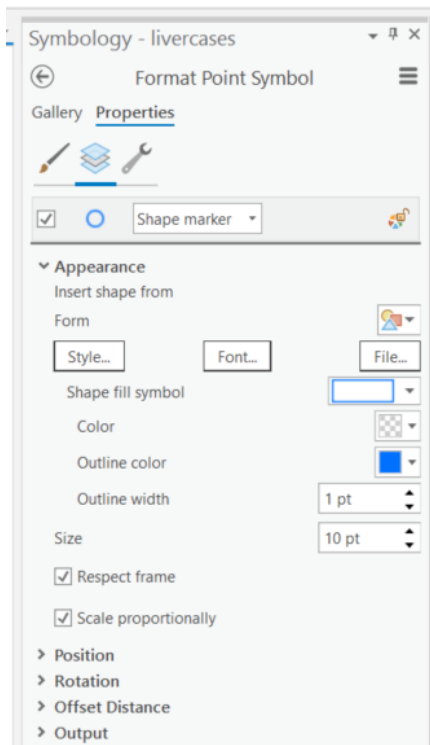 Symbology - livercases
Format Point Symbol
Gallery Properties
Shape marker
Appearance
Insert shape from
Form
Style... Font... File...
Shape fill symbol
Color
Outline color
Outline width 1 pt
Size 10 pt
Respect frame
Scale proportionally
Position
Rotation
Offset Distance
Output